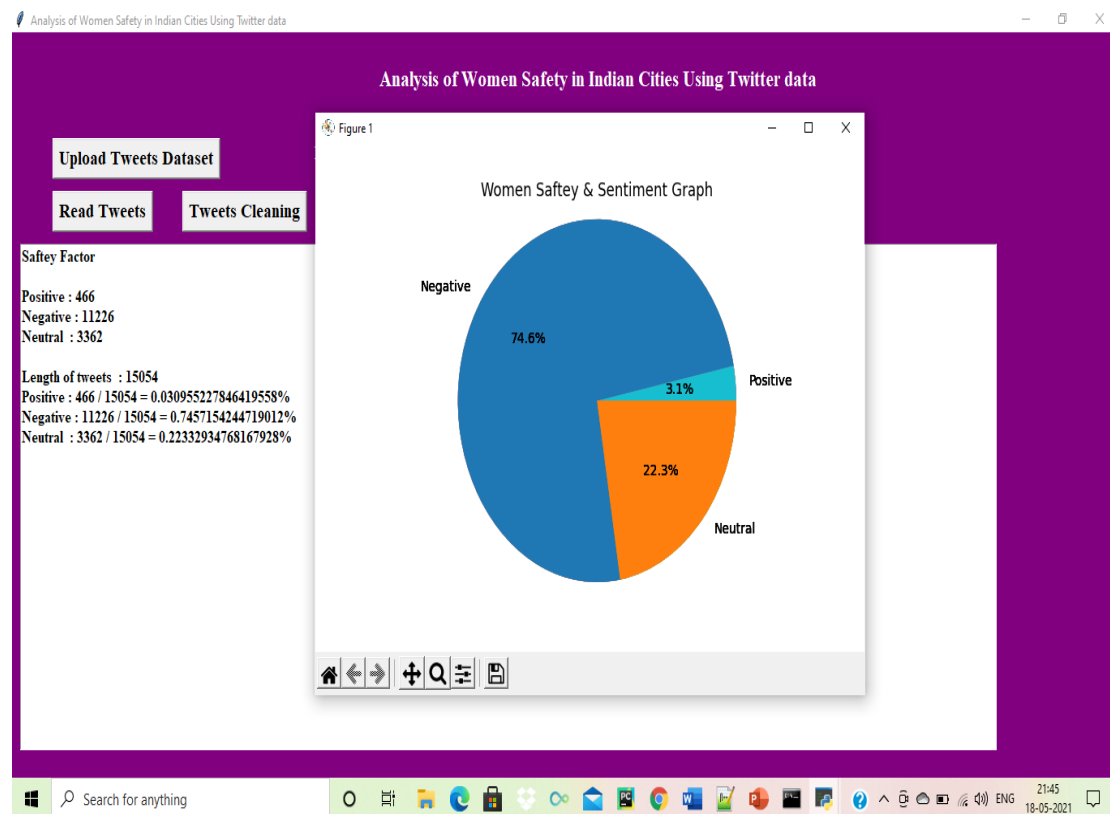 Analysis of Women Safety in Indian Cities Using Twitter data
Analysis of Women Safety in Indian Cities Using Twitter data
Upload Tweets Dataset
Read Tweets
Tweets Cleaning
Saftey Factor
Positive : 466
Negative : 11226
Neutral : 3362
Length of tweets : 15054
Positive : 466 / 15054 = 0.030955227846419558%
Negative : 11226 / 15054 = 0.7457154244719012%
Neutral : 3362 / 15054 = 0.22332934768167928%
Figure 1
Women Saftey & Sentiment Graph
Negative
74.6%
Positive
3.1%
22.3%
Neutral
Search for anything
ENG
21:45
18-05-2021